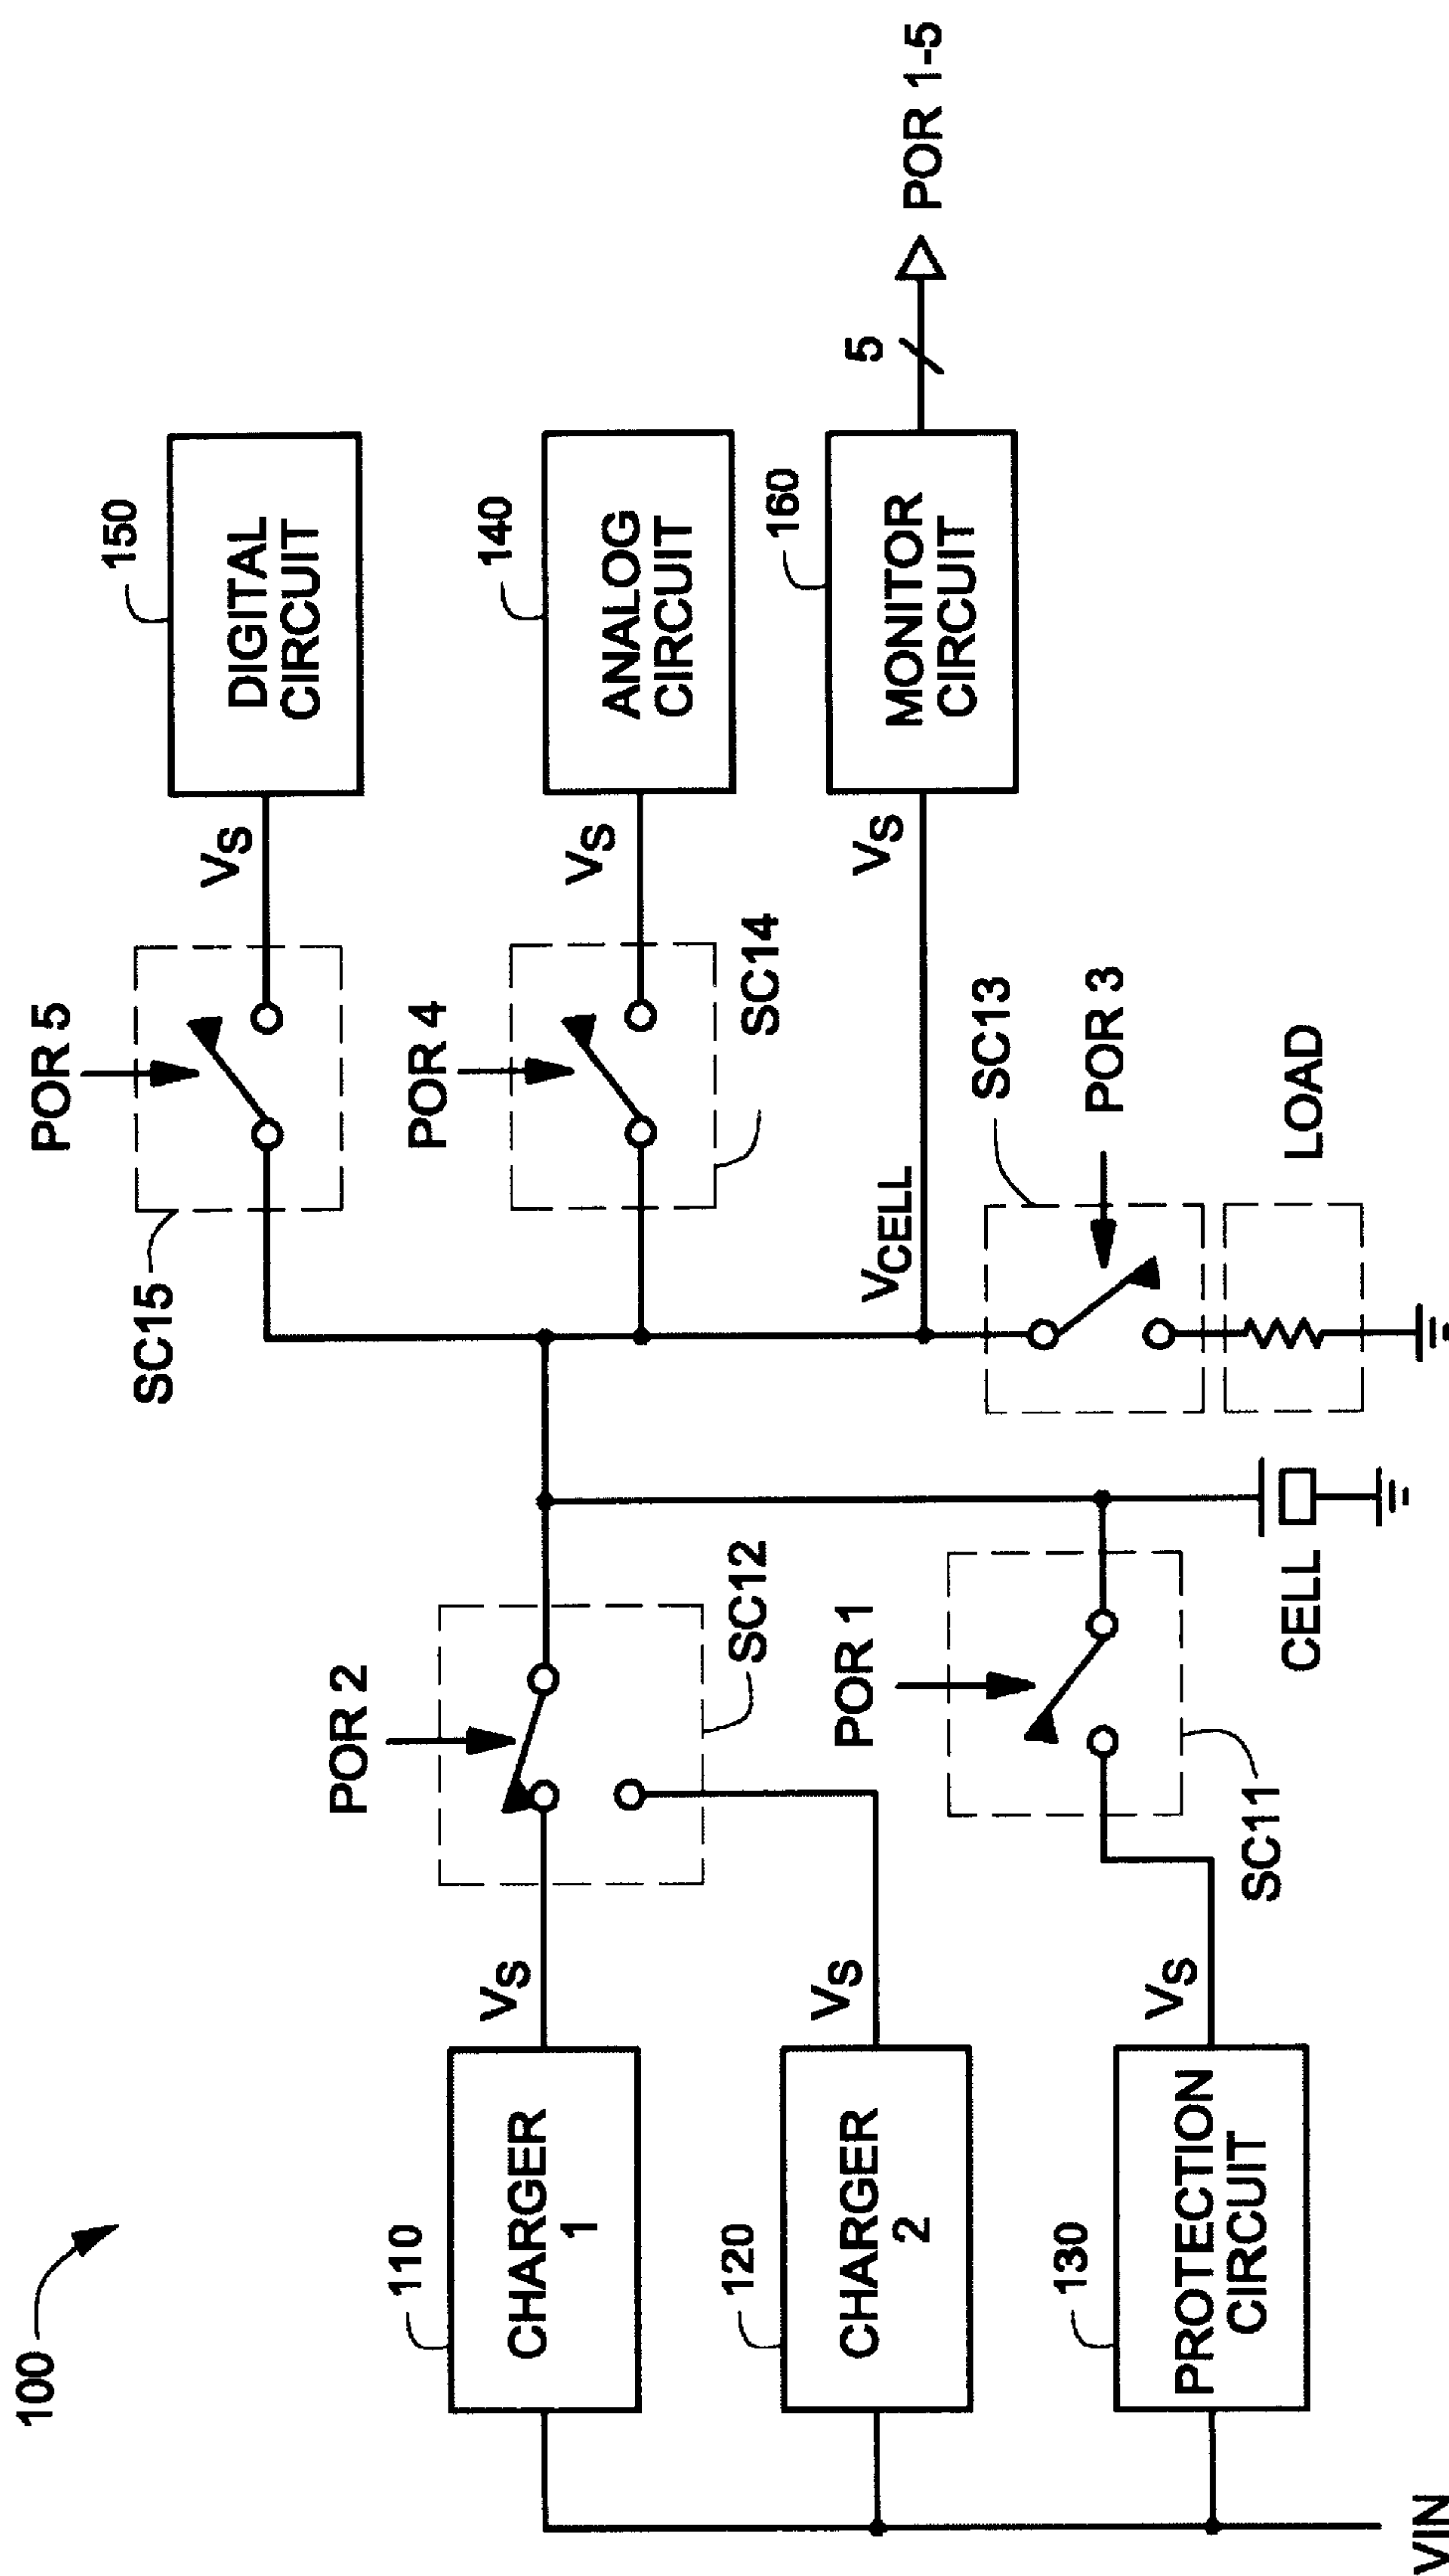 100
110
CHARGER
1
VS
POR 2
SC12
120
CHARGER
2
VS
130
PROTECTION
CIRCUIT
VS
POR 1
SC11
VIN
CELL
SC15
POR 5
VS
150
DIGITAL
CIRCUIT
POR 4
SC14
VS
140
ANALOG
CIRCUIT
VCELL
VS
160
MONITOR
CIRCUIT
5
POR 1-5
SC13
POR 3
LOAD